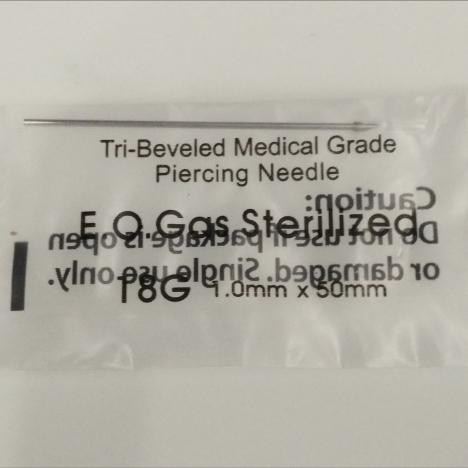 Tri-Beveled Medical Grade
Piercing Needle
Caution:
E.O.Gas Sterilized
Do not use if package is open
or damaged. Single use only.
18G 1.0mm x 50mm